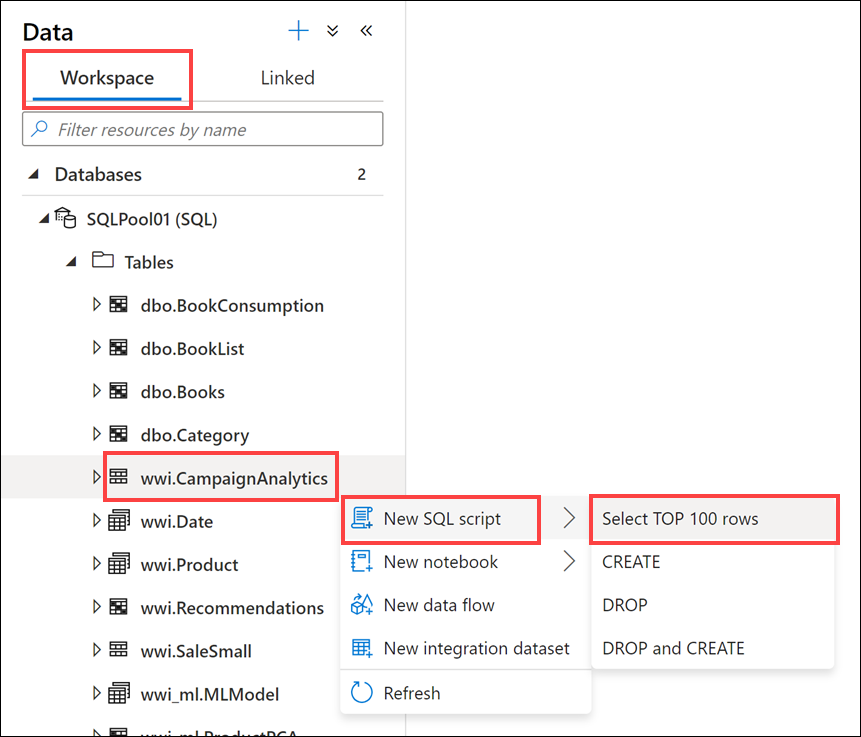 Data
Workspace Linked
Filter resources by name
Databases 2
SQLPool01 (SQL)
Tables
dbo.BookConsumption
dbo.BookList
dbo.Books
dbo.Category
wwi.CampaignAnalytics
wwi.Date
wwi.Product
wwi.Recommendations
wwi.SaleSmall
wwi_ml.MLModel
wwi_ml.ProductPCA
New SQL script
New notebook
New data flow
New integration dataset
Refresh
Select TOP 100 rows
CREATE
DROP
DROP and CREATE